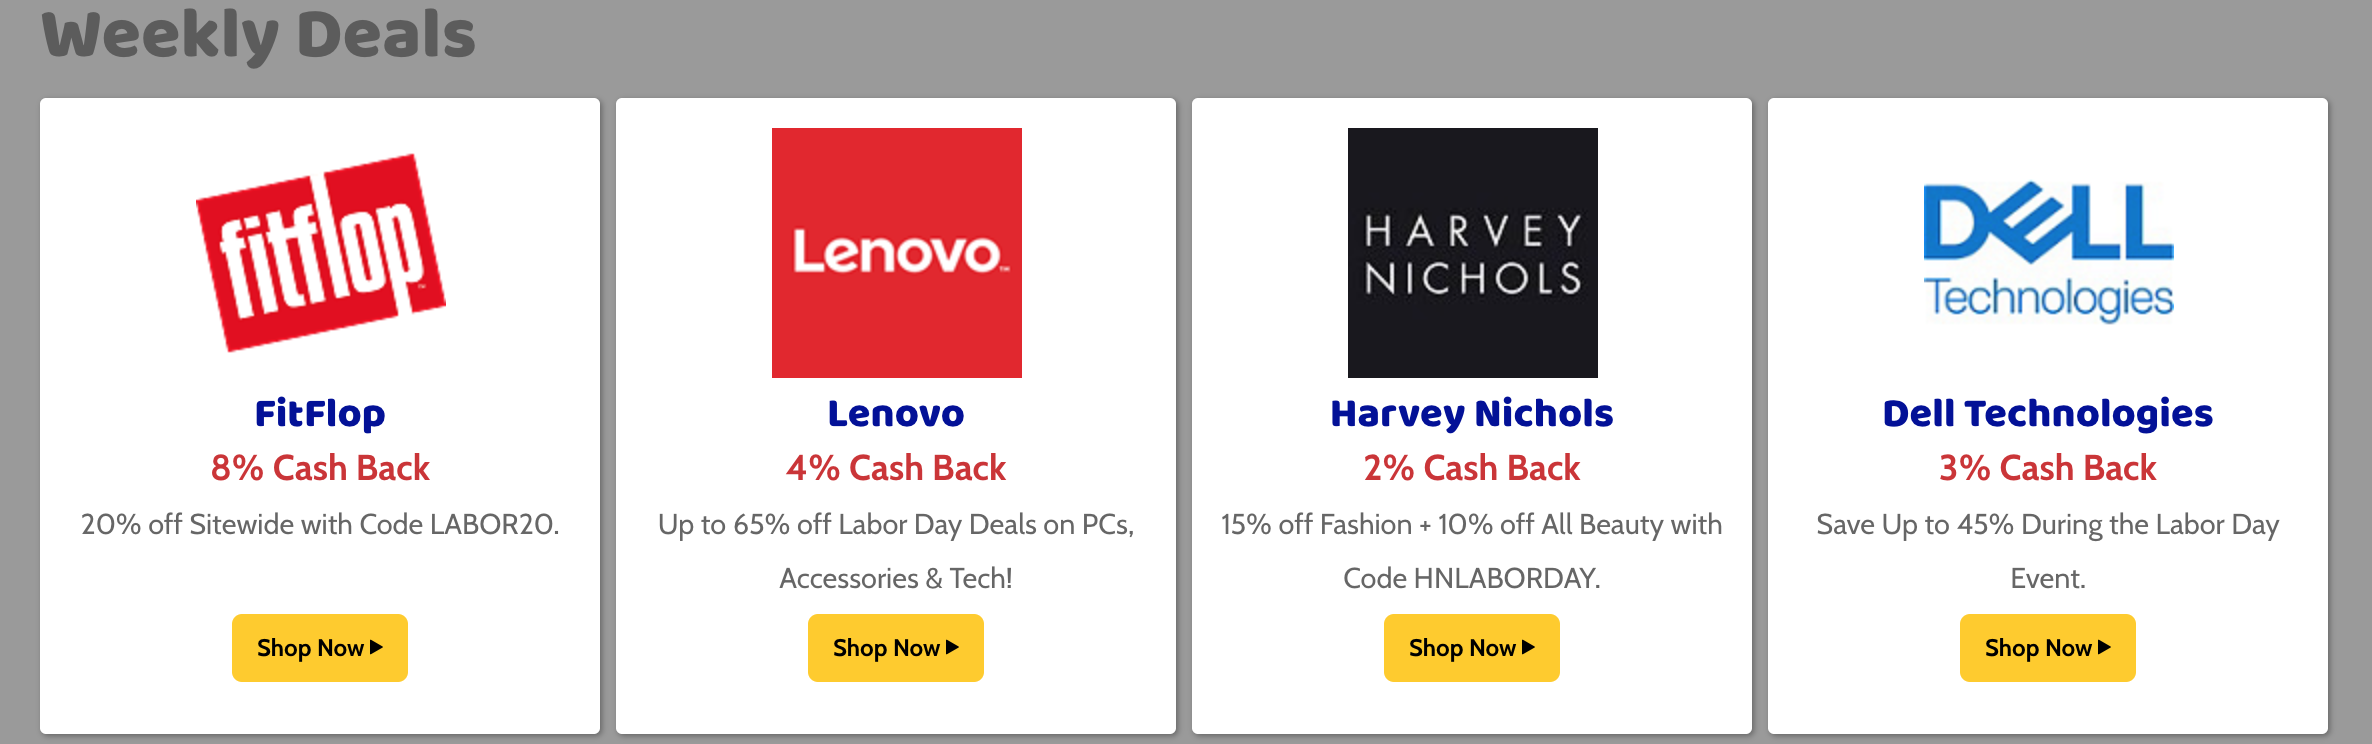 Weekly Deals
fitflop™
FitFlop
8% Cash Back
20% off Sitewide with Code LABOR20.
Shop Now ▶
Lenovo™
Lenovo
4% Cash Back
Up to 65% off Labor Day Deals on PCs,
Accessories & Tech!
Shop Now ▶
HARVEY
NICHOLS
Harvey Nichols
2% Cash Back
15% off Fashion + 10% off All Beauty with
Code HNLABORDAY.
Shop Now ▶
DELL
Technologies
Dell Technologies
3% Cash Back
Save Up to 45% During the Labor Day
Event.
Shop Now ▶